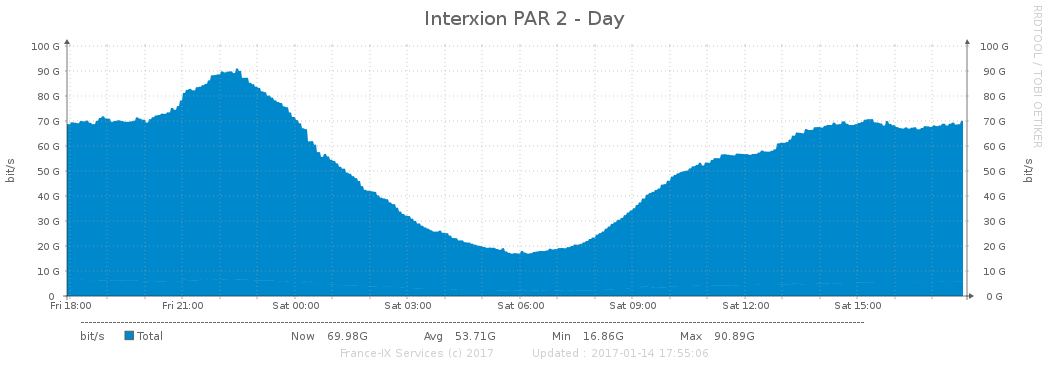 Interxion PAR 2 - Day
RRDTOOL / TOBI OETIKER
100 G 100 G
90 G 90 G
80 G 80 G
70 G 70 G
60 G 60 G
50 G 50 G
40 G 40 G
30 G 30 G
20 G 20 G
10 G 10 G
0 0 G
bit/s bit/s
Fri 18:00 Fri 21:00 Sat 00:00 Sat 03:00 Sat 06:00 Sat 09:00 Sat 12:00 Sat 15:00
bit/s Total Now 69.98G Avg 53.71G Min 16.86G Max 90.89G
France-IX Services (c) 2017 Updated : 2017-01-14 17:55:06